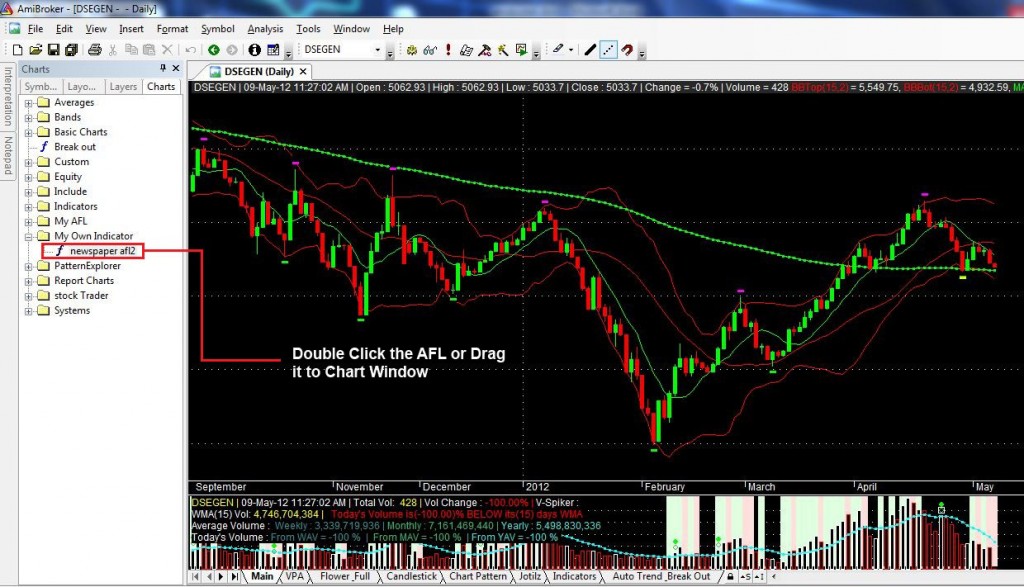 AmiBroker - [DSEGEN - - Daily]
File Edit View Insert Format Symbol Analysis Tools Window Help
DSEGEN
Charts
Symb... Layo... Layers Charts
Interpretation
Notepad
Averages
Bands
Basic Charts
Break out
Custom
Equity
Include
Indicators
My AFL
My Own Indicator
newspaper afl2
PatternExplorer
Report Charts
stock Trader
Systems
DSEGEN (Daily)
DSEGEN | 09-May-12 11:27:02 AM | Open : 5062.93 | High : 5062.93 | Low : 5033.7 | Close : 5033.7 | Change = -0.7% | Volume = 428 BBTop(15,2) = 5,549.75, BBBot(15,2) = 4,932.59, MA
Double Click the AFL or Drag
it to Chart Window
September November December 2012 February March April May
DSEGEN | 09-May-12 11:27:02 AM | Total Vol: 428 | Vol Change : -100.00% | V-Spiker :
WMA(15) Vol: 4,746,704,384 | Today's Volume is(-100.00)% BELOW its(15) days WMA
Average Volume : Weekly : 3,339,719,936 | Monthly : 7,161,469,440 | Yearly : 5,498,830,336
Today's Volume : From WAV = -100 % | From MAV = -100 % | From YAV = -100 %
Main VPA Flower_Full Candlestick Chart Pattern Jotilz Indicators Auto Trend_Break Out S I